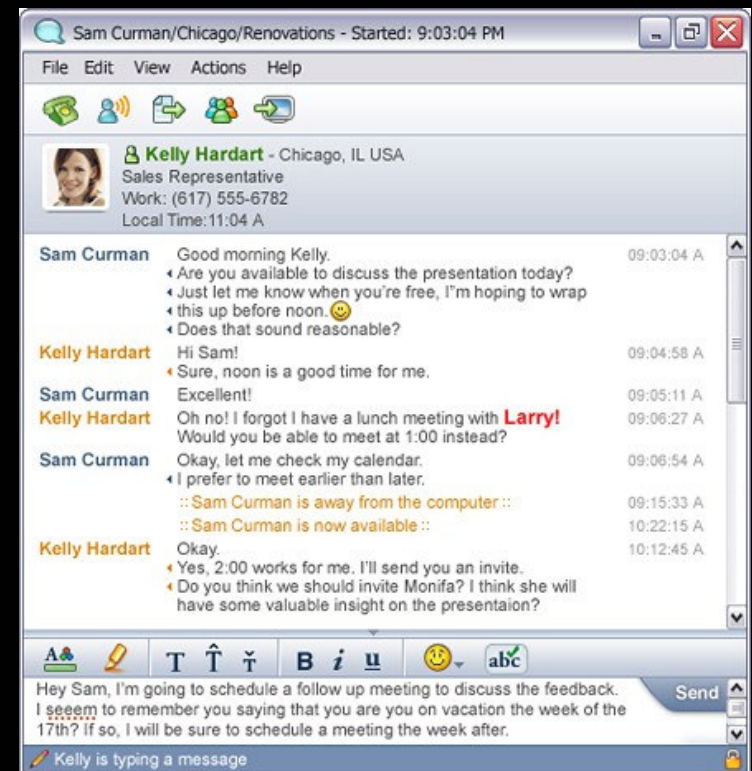 Sam Curman/Chicago/Renovations - Started: 9:03:04 PM
File Edit View Actions Help
Kelly Hardart - Chicago, IL USA
Sales Representative
Work: (617) 555-6782
Local Time:11:04 A
Sam Curman Good morning Kelly. 09:03:04 A
Are you available to discuss the presentation today?
Just let me know when you're free, I"m hoping to wrap
this up before noon.
Does that sound reasonable?
Kelly Hardart Hi Sam! 09:04:58 A
Sure, noon is a good time for me.
Sam Curman Excellent! 09:05:11 A
Kelly Hardart Oh no! I forgot I have a lunch meeting with Larry! 09:06:27 A
Would you be able to meet at 1:00 instead?
Sam Curman Okay, let me check my calendar. 09:06:54 A
I prefer to meet earlier than later.
:: Sam Curman is away from the computer :: 09:15:33 A
:: Sam Curman is now available :: 10:22:15 A
Kelly Hardart Okay. 10:12:45 A
Yes, 2:00 works for me. I'll send you an invite.
Do you think we should invite Monifa? I think she will
have some valuable insight on the presentaion?
A T T T B i u abc
Hey Sam, I'm going to schedule a follow up meeting to discuss the feedback. Send
I seeem to remember you saying that you are you on vacation the week of the
17th? If so, I will be sure to schedule a meeting the week after.
Kelly is typing a message